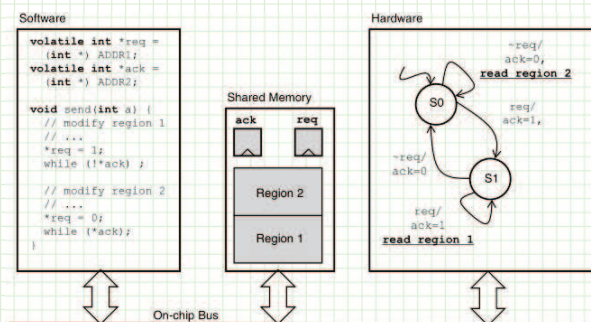 Software
volatile int *req =
(int *) ADDR1;
volatile int *ack =
(int *) ADDR2;
void send(int a) {
// modify region 1
// ...
*req = 1;
while (!*ack) ;
// modify region 2
// ...
*req = 0;
while (*ack);
}
Shared Memory
ack req
Region 2
Region 1
Hardware
~req/
ack=0,
read region 2
S0
req/
ack=1,
~req/
ack=0
S1
req/
ack=1
read region 1
On-chip Bus